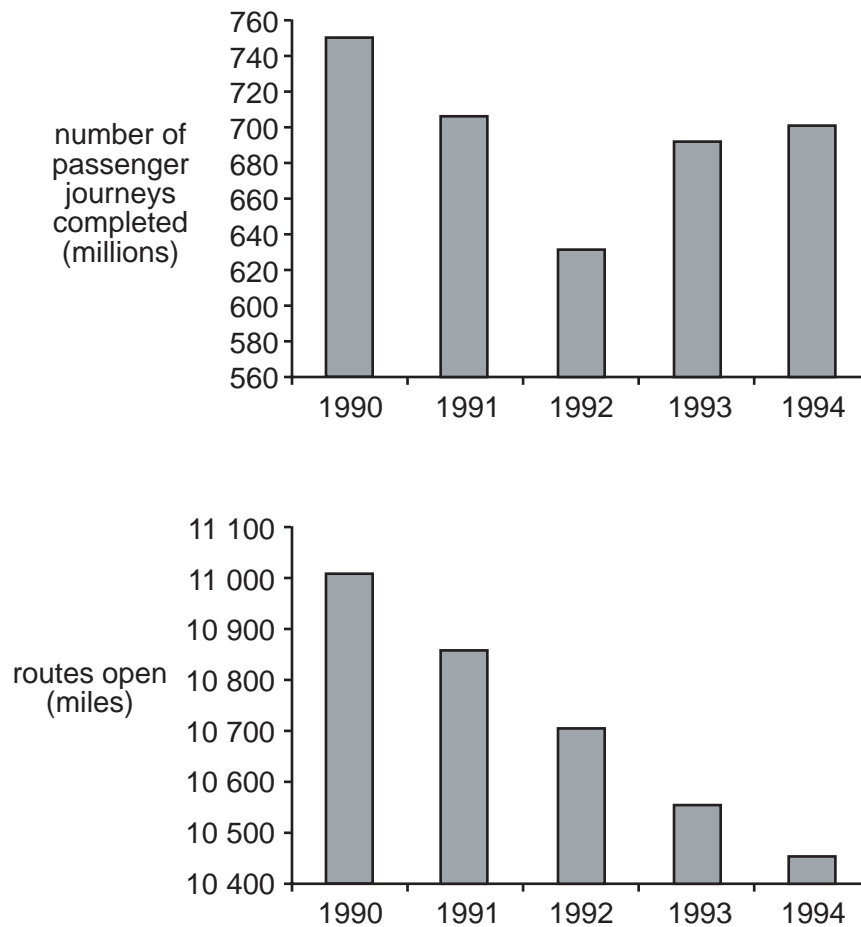 760
740
720
700
680
660
640
620
600
580
560
number of
passenger
journeys
completed
(millions)
1990 1991 1992 1993 1994
11 100
11 000
10 900
10 800
10 700
10 600
10 500
10 400
routes open
(miles)
1990 1991 1992 1993 1994